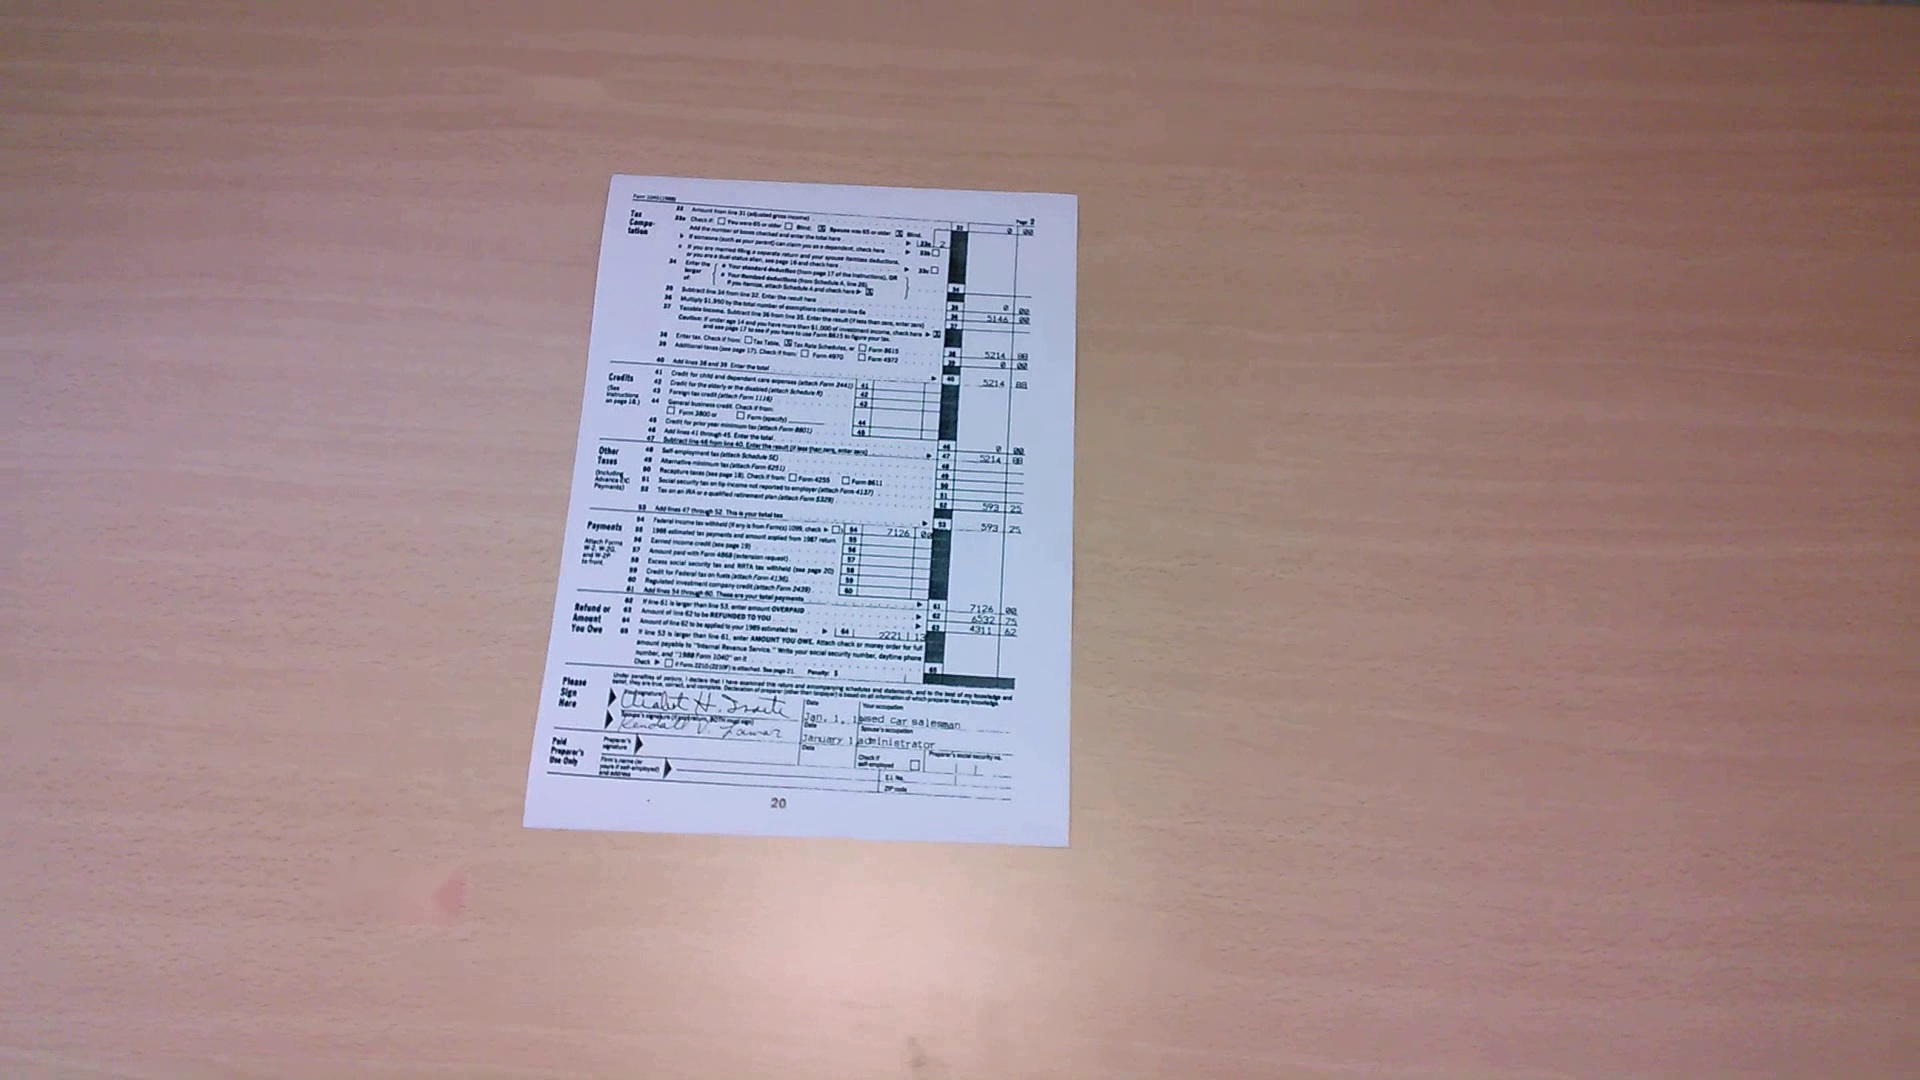 Form 1040 (1988) Page 2
Tax Computation
32 Amount from line 31 (adjusted gross income) 32 0 00
33a Check if: You were 65 or older Blind; X Spouse was 65 or older X Blind.
Add the number of boxes checked and enter the total here 33a 2
b If someone (such as your parent) can claim you as a dependent, check here 33b
c If you are married filing a separate return and your spouse itemizes deductions,
or you are a dual-status alien, see page 16 and check here 33c
34 Enter the larger of:
Your standard deduction (from page 17 of the Instructions), OR
Your itemized deductions (from Schedule A, line 26).
If you itemize, attach Schedule A and check here X 34
35 Subtract line 34 from line 32. Enter the result here 35 0 00
36 Multiply $1,950 by the total number of exemptions claimed on line 6e 36 5146 00
37 Taxable income. Subtract line 36 from line 35. Enter the result (if less than zero, enter zero) 37
Caution: If under age 14 and you have more than $1,000 of investment income, check here X
and see page 17 to see if you have to use Form 8615 to figure your tax.
38 Enter tax. Check if from: Tax Table, X Tax Rate Schedules, or Form 8615 38 5214 88
39 Additional taxes (see page 17). Check if from: Form 4970 Form 4972 39 0 00
40 Add lines 38 and 39. Enter the total 40 5214 88
Credits
(See Instructions on page 18.)
41 Credit for child and dependent care expenses (attach Form 2441) 41
42 Credit for the elderly or the disabled (attach Schedule R) 42
43 Foreign tax credit (attach Form 1116) 43
44 General business credit. Check if from:
Form 3800 or Form (specify) 44
45 Credit for prior year minimum tax (attach Form 8801) 45
46 Add lines 41 through 45. Enter the total 46 0 00
47 Subtract line 46 from line 40. Enter the result (if less than zero, enter zero) 47 5214 88
Other Taxes
(Including Advance EIC Payments)
48 Self-employment tax (attach Schedule SE) 48
49 Alternative minimum tax (attach Form 6251) 49
50 Recapture taxes (see page 18). Check if from: Form 4255 Form 8611 50
51 Social security tax on tip income not reported to employer (attach Form 4137) 51
52 Tax on an IRA or a qualified retirement plan (attach Form 5329) 52 593 25
53 Add lines 47 through 52. This is your total tax 53 593 25
Payments
Attach Forms W-2, W-2G, and W-2P to front.
54 Federal income tax withheld (if any is from Form(s) 1099, check ) 54 7126 00
55 1988 estimated tax payments and amount applied from 1987 return 55
56 Earned income credit (see page 19) 56
57 Amount paid with Form 4868 (extension request) 57
58 Excess social security tax and RRTA tax withheld (see page 20) 58
59 Credit for Federal tax on fuels (attach Form 4136) 59
60 Regulated investment company credit (attach Form 2439) 60
61 Add lines 54 through 60. These are your total payments 61 7126 00
Refund or Amount You Owe
62 If line 61 is larger than line 53, enter amount OVERPAID 62 6532 75
63 Amount of line 62 to be REFUNDED TO YOU 63 4311 62
64 Amount of line 62 to be applied to your 1989 estimated tax 64 2221 13
65 If line 53 is larger than line 61, enter AMOUNT YOU OWE. Attach check or money order for full
amount payable to "Internal Revenue Service." Write your social security number, daytime phone
number, and "1988 Form 1040" on it 65
Check if Form 2210 (2210F) is attached. See page 21. Penalty: $
Please Sign Here
Under penalties of perjury, I declare that I have examined this return and accompanying schedules and statements, and to the best of my knowledge and
belief, they are true, correct, and complete. Declaration of preparer (other than taxpayer) is based on all information of which preparer has any knowledge.
Your signature Date Your occupation
H. Jan. 1, 1 used car salesman
Spouse's signature (if joint return, BOTH must sign) Date Spouse's occupation
Kendall January 1 administrator
Paid Preparer's Use Only
Preparer's signature Date Check if self-employed Preparer's social security no.
Firm's name (or yours if self-employed) and address E.I. No.
ZIP code
20